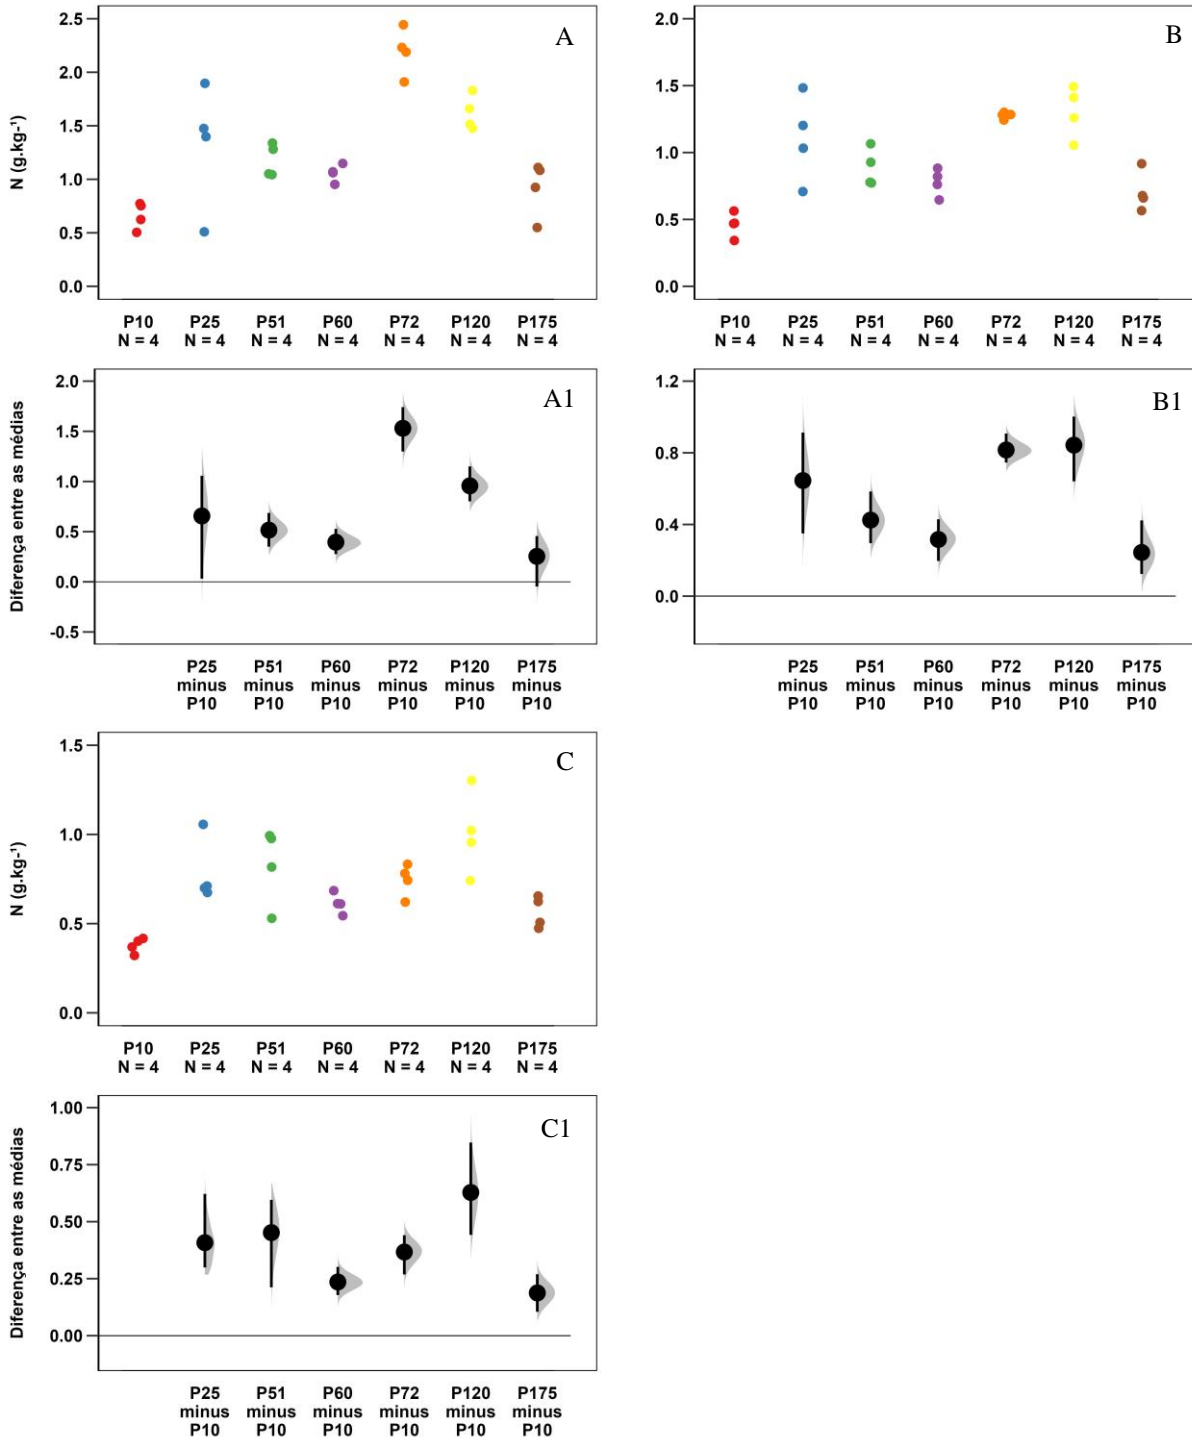 A
N (g.kg-¹)
2.5
2.0
1.5
1.0
0.5
0.0
P10 P25 P51 P60 P72 P120 P175
N = 4 N = 4 N = 4 N = 4 N = 4 N = 4 N = 4
B
2.0
1.5
1.0
0.5
0.0
P10 P25 P51 P60 P72 P120 P175
N = 4 N = 4 N = 4 N = 4 N = 4 N = 4 N = 4
A1
Diferença entre as médias
2.0
1.5
1.0
0.5
0.0
-0.5
P25 P51 P60 P72 P120 P175
minus minus minus minus minus minus
P10 P10 P10 P10 P10 P10
B1
1.2
0.8
0.4
0.0
P25 P51 P60 P72 P120 P175
minus minus minus minus minus minus
P10 P10 P10 P10 P10 P10
C
N (g.kg-¹)
1.5
1.0
0.5
0.0
P10 P25 P51 P60 P72 P120 P175
N = 4 N = 4 N = 4 N = 4 N = 4 N = 4 N = 4
C1
Diferença entre as médias
1.00
0.75
0.50
0.25
0.00
P25 P51 P60 P72 P120 P175
minus minus minus minus minus minus
P10 P10 P10 P10 P10 P10